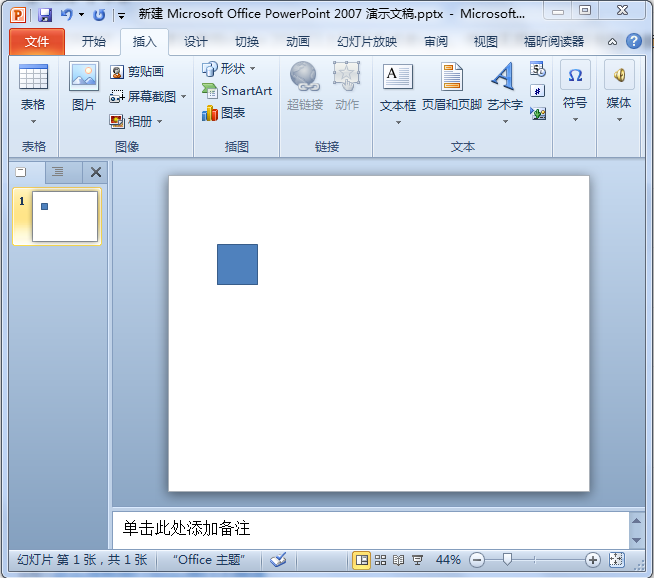 新建 Microsoft Office PowerPoint 2007 演示文稿.pptx - Microsoft...
文件 开始 插入 设计 切换 动画 幻灯片放映 审阅 视图 福昕阅读器
表格 图片 剪贴画 屏幕截图 相册 形状 SmartArt 图表 超链接 动作 文本框 页眉和页脚 艺术字 符号 媒体
表格 图像 插图 链接 文本
1
单击此处添加备注
幻灯片 第 1 张，共 1 张 "Office 主题" 44%